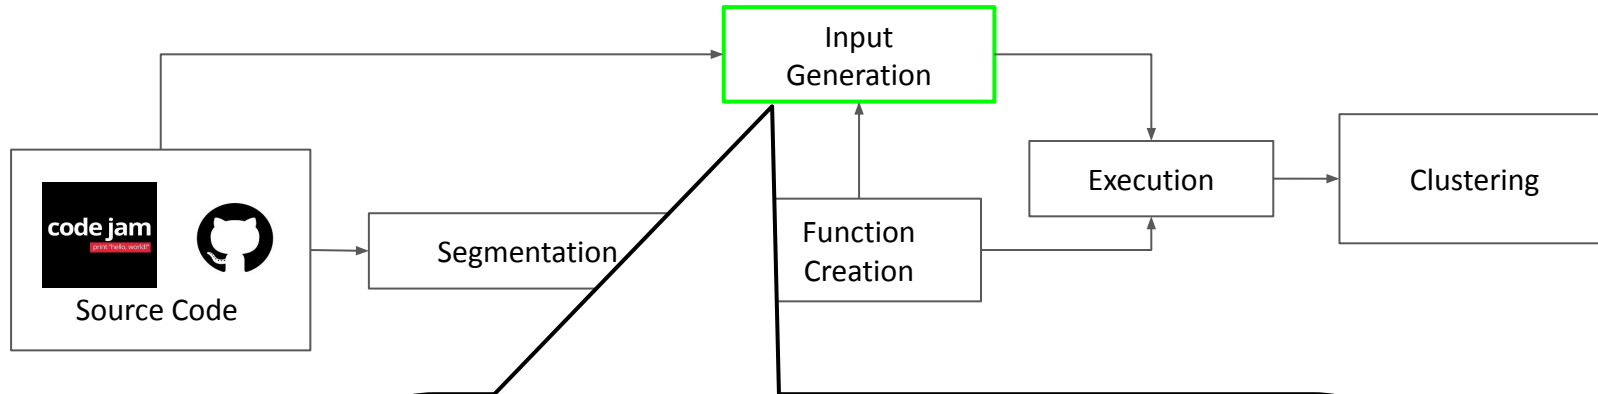 Input
Generation
code jam
print "hello, world!"
Source Code
Segmentation
Function
Creation
Execution
Clustering